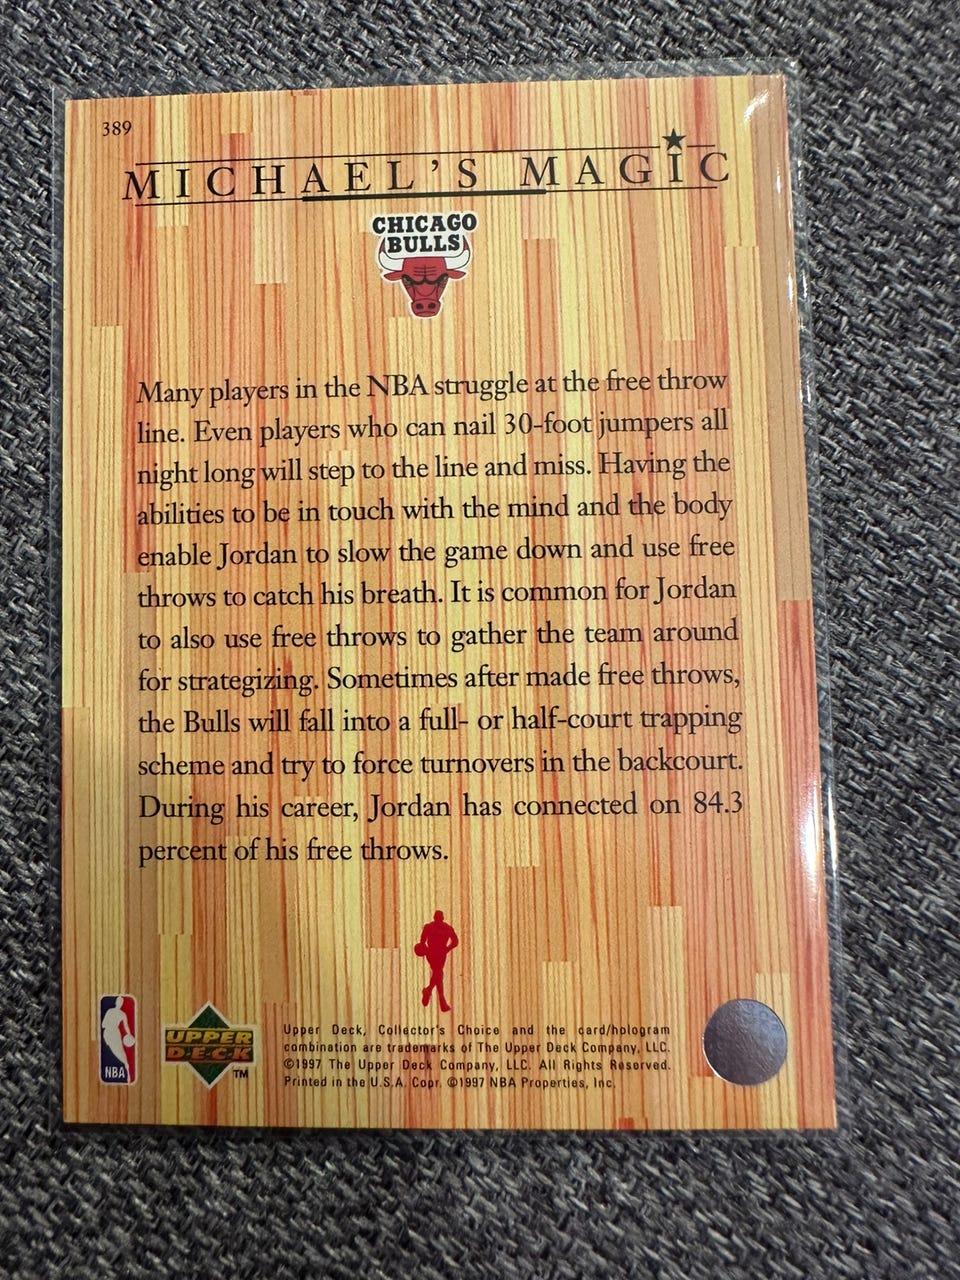 389
MICHAEL'S MAGIC
CHICAGO
BULLS
Many players in the NBA struggle at the free throw
line. Even players who can nail 30-foot jumpers all
night long will step to the line and miss. Having the
abilities to be in touch with the mind and the body
enable Jordan to slow the game down and use free
throws to catch his breath. It is common for Jordan
to also use free throws to gather the team around
for strategizing. Sometimes after made free throws,
the Bulls will fall into a full- or half-court trapping
scheme and try to force turnovers in the backcourt.
During his career, Jordan has connected on 84.3
percent of his free throws.
NBA
UPPER
DECK
TM
Upper Deck, Collector's Choice and the card/hologram
combination are trademarks of The Upper Deck Company, LLC.
©1997 The Upper Deck Company, LLC. All Rights Reserved.
Printed in the U.S.A. Copr. ©1997 NBA Properties, Inc.